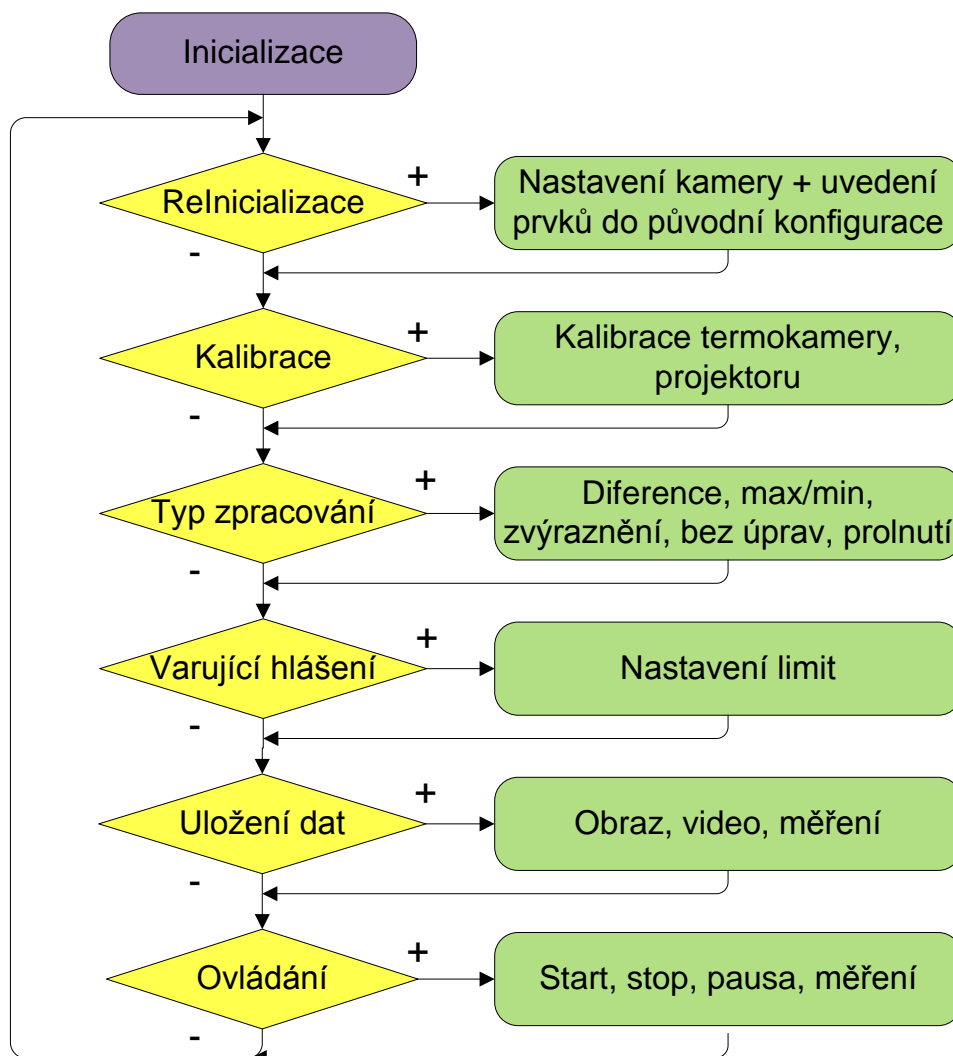 Inicializace
ReInicializace
+
Nastavení kamery + uvedení
prvků do původní konfigurace
-
Kalibrace
+
Kalibrace termokamery,
projektoru
-
Typ zpracování
+
Diference, max/min,
zvýraznění, bez úprav, prolnutí
-
Varující hlášení
+
Nastavení limit
-
Uložení dat
+
Obraz, video, měření
-
Ovládání
+
Start, stop, pausa, měření
-